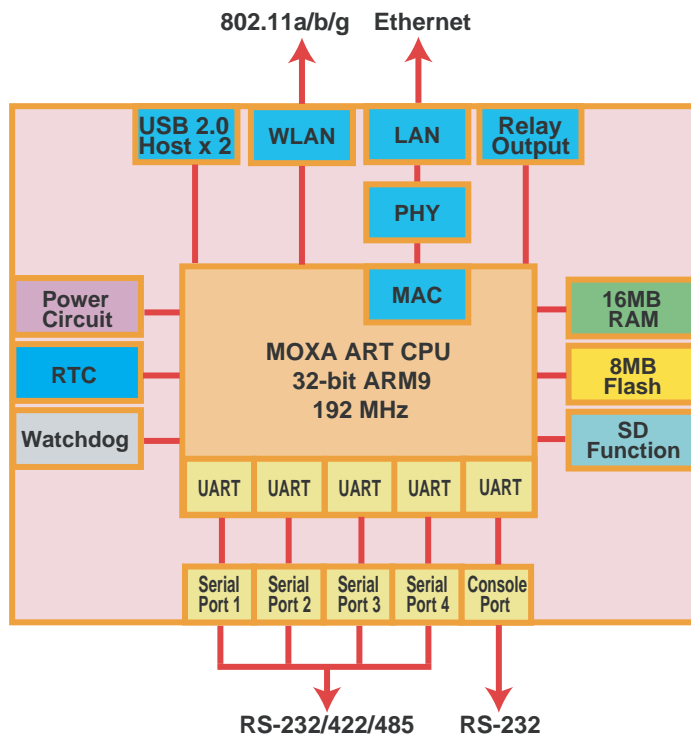 802.11a/b/g
Ethernet
USB 2.0
Host x 2
WLAN
LAN
Relay
Output
PHY
MAC
Power
Circuit
RTC
Watchdog
MOXA ART CPU
32-bit ARM9
192 MHz
16MB
RAM
8MB
Flash
SD
Function
UART
UART
UART
UART
UART
Serial
Port 1
Serial
Port 2
Serial
Port 3
Serial
Port 4
Console
Port
RS-232/422/485
RS-232